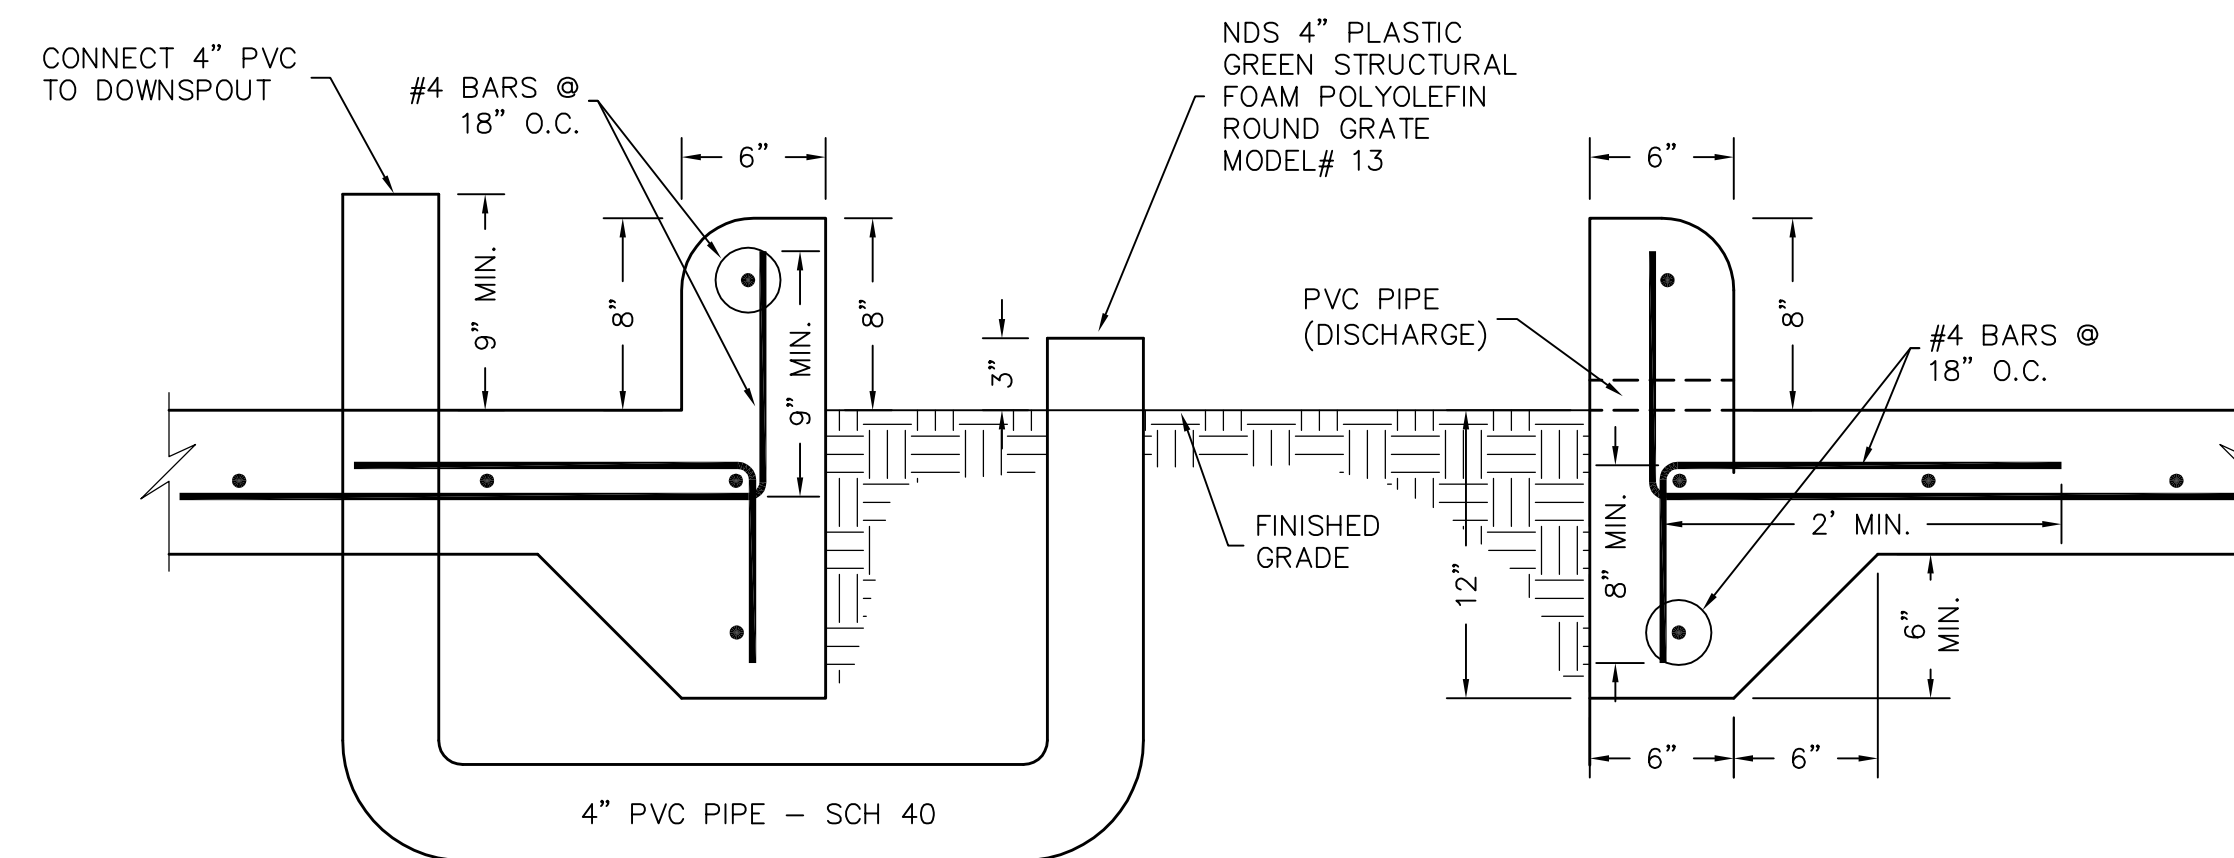 CONNECT 4” PVC
TO DOWNSPOUT
#4 BARS @
18” O.C.
6”
NDS 4” PLASTIC
GREEN STRUCTURAL
FOAM POLYOLEFIN
ROUND GRATE
MODEL# 13
6”
9” MIN.
8”
9” MIN.
8”
3”
PVC PIPE
(DISCHARGE)
8”
#4 BARS @
18” O.C.
FINISHED
GRADE
12”
8” MIN.
2' MIN.
6”
MIN.
6”
6”
4” PVC PIPE – SCH 40